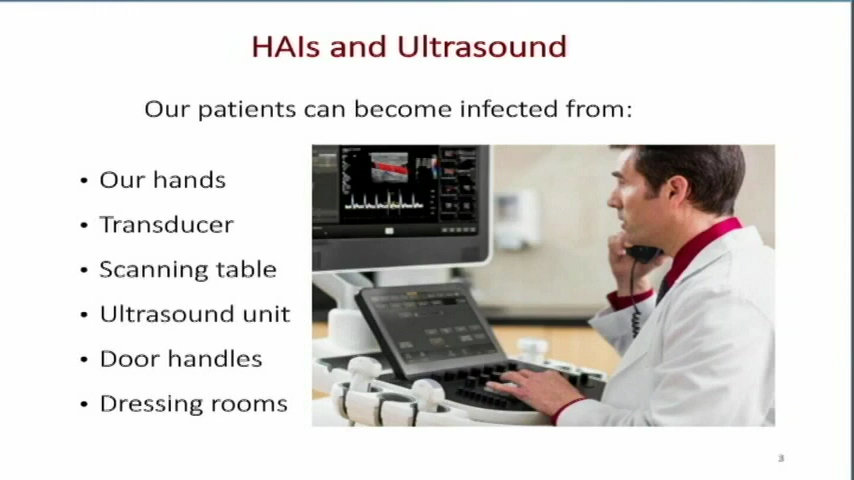 HAIs and Ultrasound
Our patients can become infected from:
• Our hands
• Transducer
• Scanning table
• Ultrasound unit
• Door handles
• Dressing rooms
3